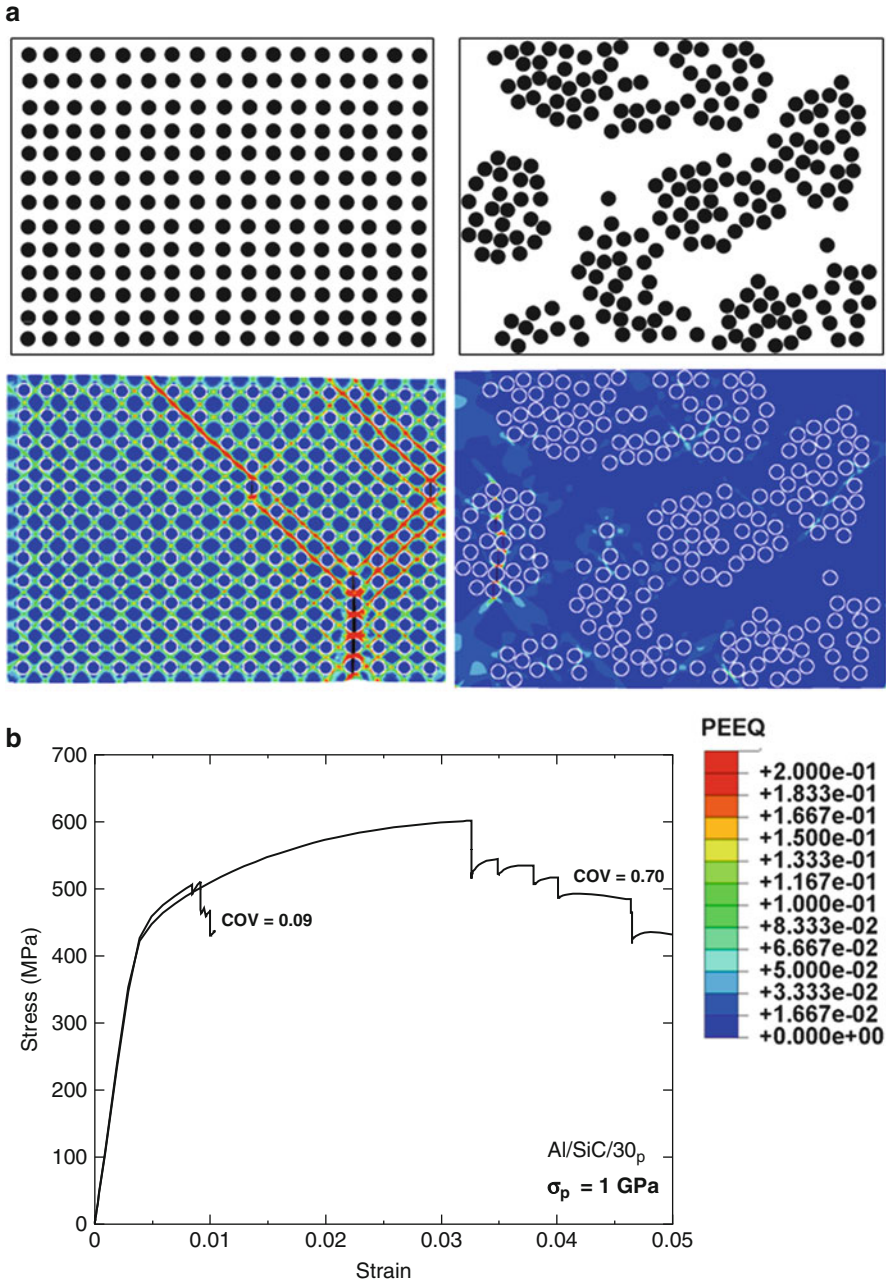 a
b
PEEQ
+2.000e-01
+1.833e-01
+1.667e-01
+1.500e-01
+1.333e-01
+1.167e-01
+1.000e-01
+8.333e-02
+6.667e-02
+5.000e-02
+3.333e-02
+1.667e-02
+0.000e+00
700
600
500
400
300
200
100
0
Stress (MPa)
COV = 0.09
COV = 0.70
Al/SiC/30p
σp = 1 GPa
0 0.01 0.02 0.03 0.04 0.05
Strain